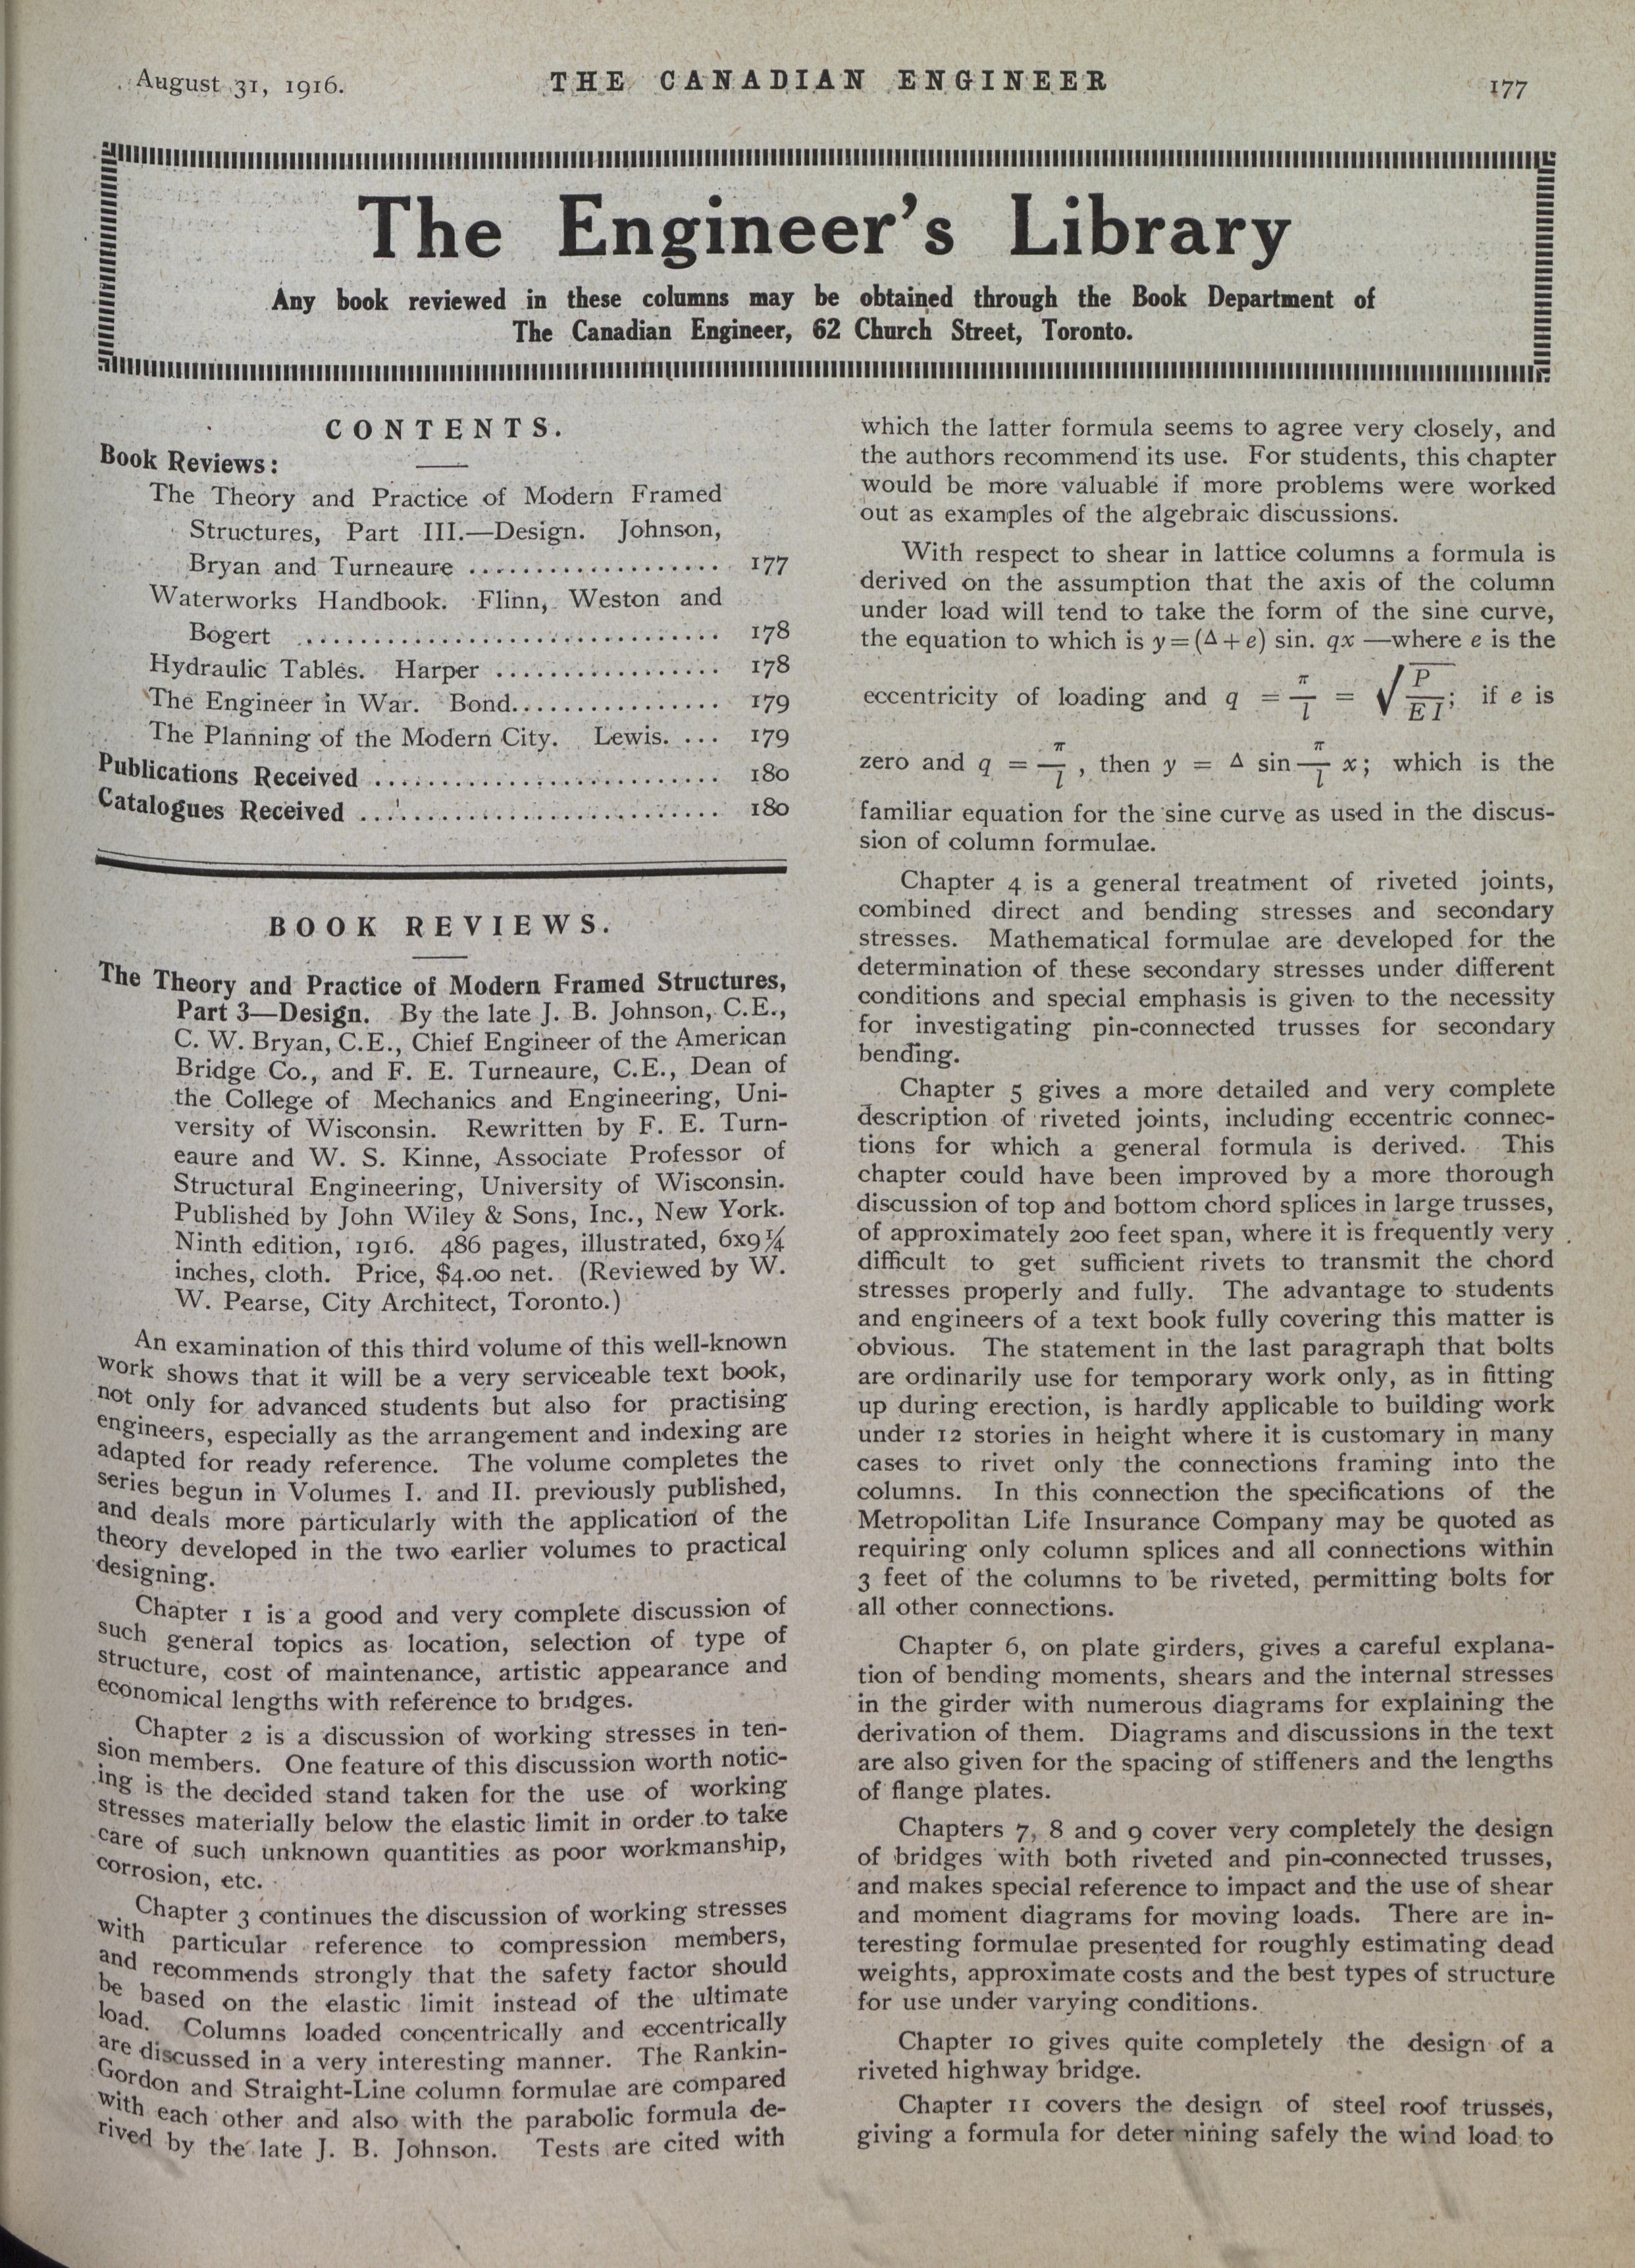 August 31, 1916.
THE CANADIAN ENGINEER
177
The Engineer's Library
Any book reviewed in these columns may be obtained through the Book Department of
The Canadian Engineer, 62 Church Street, Toronto.
CONTENTS.
Book Reviews:
The Theory and Practice of Modern Framed
Structures, Part III.—Design. Johnson,
Bryan and Turneaure ................... 177
Waterworks Handbook. Flinn, Weston and
Bogert ............................... 178
Hydraulic Tables. Harper ................. 178
The Engineer in War. Bond................ 179
The Planning of the Modern City. Lewis. ... 179
Publications Received .......................... 180
Catalogues Received ........................... 180
BOOK REVIEWS.
The Theory and Practice of Modern Framed Structures,
Part 3—Design. By the late J. B. Johnson, C.E.,
C. W. Bryan, C.E., Chief Engineer of the American
Bridge Co., and F. E. Turneaure, C.E., Dean of
the College of Mechanics and Engineering, Uni-
versity of Wisconsin. Rewritten by F. E. Turn-
eaure and W. S. Kinne, Associate Professor of
Structural Engineering, University of Wisconsin.
Published by John Wiley & Sons, Inc., New York.
Ninth edition, 1916. 486 pages, illustrated, 6x9¼
inches, cloth. Price, $4.00 net. (Reviewed by W.
W. Pearse, City Architect, Toronto.)
An examination of this third volume of this well-known
work shows that it will be a very serviceable text book,
not only for advanced students but also for practising
engineers, especially as the arrangement and indexing are
adapted for ready reference. The volume completes the
series begun in Volumes I. and II. previously published,
and deals more particularly with the application of the
theory developed in the two earlier volumes to practical
designing.
Chapter 1 is a good and very complete discussion of
such general topics as location, selection of type of
structure, cost of maintenance, artistic appearance and
economical lengths with reference to bridges.
Chapter 2 is a discussion of working stresses in ten-
sion members. One feature of this discussion worth notic-
ing is the decided stand taken for the use of working
stresses materially below the elastic limit in order to take
care of such unknown quantities as poor workmanship,
corrosion, etc.
Chapter 3 continues the discussion of working stresses
with particular reference to compression members,
and recommends strongly that the safety factor should
be based on the elastic limit instead of the ultimate
load. Columns loaded concentrically and eccentrically
are discussed in a very interesting manner. The Rankin-
Gordon and Straight-Line column formulae are compared
with each other and also with the parabolic formula de-
rived by the late J. B. Johnson. Tests are cited with
which the latter formula seems to agree very closely, and
the authors recommend its use. For students, this chapter
would be more valuable if more problems were worked
out as examples of the algebraic discussions.
With respect to shear in lattice columns a formula is
derived on the assumption that the axis of the column
under load will tend to take the form of the sine curve,
the equation to which is y=(Δ+e) sin. qx —where e is the
eccentricity of loading and q = π/l = √P/EI; if e is
zero and q = π/l, then y = Δ sin π/l x; which is the
familiar equation for the sine curve as used in the discus-
sion of column formulae.
Chapter 4 is a general treatment of riveted joints,
combined direct and bending stresses and secondary
stresses. Mathematical formulae are developed for the
determination of these secondary stresses under different
conditions and special emphasis is given to the necessity
for investigating pin-connected trusses for secondary
bending.
Chapter 5 gives a more detailed and very complete
description of riveted joints, including eccentric connec-
tions for which a general formula is derived. This
chapter could have been improved by a more thorough
discussion of top and bottom chord splices in large trusses,
of approximately 200 feet span, where it is frequently very
difficult to get sufficient rivets to transmit the chord
stresses properly and fully. The advantage to students
and engineers of a text book fully covering this matter is
obvious. The statement in the last paragraph that bolts
are ordinarily use for temporary work only, as in fitting
up during erection, is hardly applicable to building work
under 12 stories in height where it is customary in many
cases to rivet only the connections framing into the
columns. In this connection the specifications of the
Metropolitan Life Insurance Company may be quoted as
requiring only column splices and all connections within
3 feet of the columns to be riveted, permitting bolts for
all other connections.
Chapter 6, on plate girders, gives a careful explana-
tion of bending moments, shears and the internal stresses
in the girder with numerous diagrams for explaining the
derivation of them. Diagrams and discussions in the text
are also given for the spacing of stiffeners and the lengths
of flange plates.
Chapters 7, 8 and 9 cover very completely the design
of bridges with both riveted and pin-connected trusses,
and makes special reference to impact and the use of shear
and moment diagrams for moving loads. There are in-
teresting formulae presented for roughly estimating dead
weights, approximate costs and the best types of structure
for use under varying conditions.
Chapter 10 gives quite completely the design of a
riveted highway bridge.
Chapter 11 covers the design of steel roof trusses,
giving a formula for determining safely the wind load to